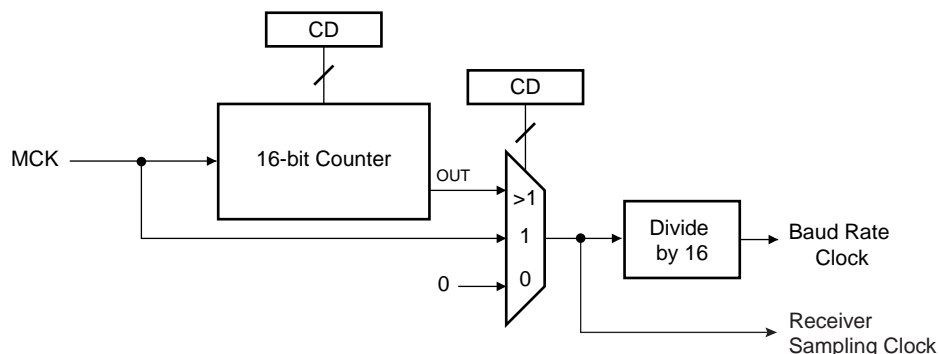 CD
CD
MCK
16-bit Counter
OUT
>1
1
0
0
Divide
by 16
Baud Rate
Clock
Receiver
Sampling Clock